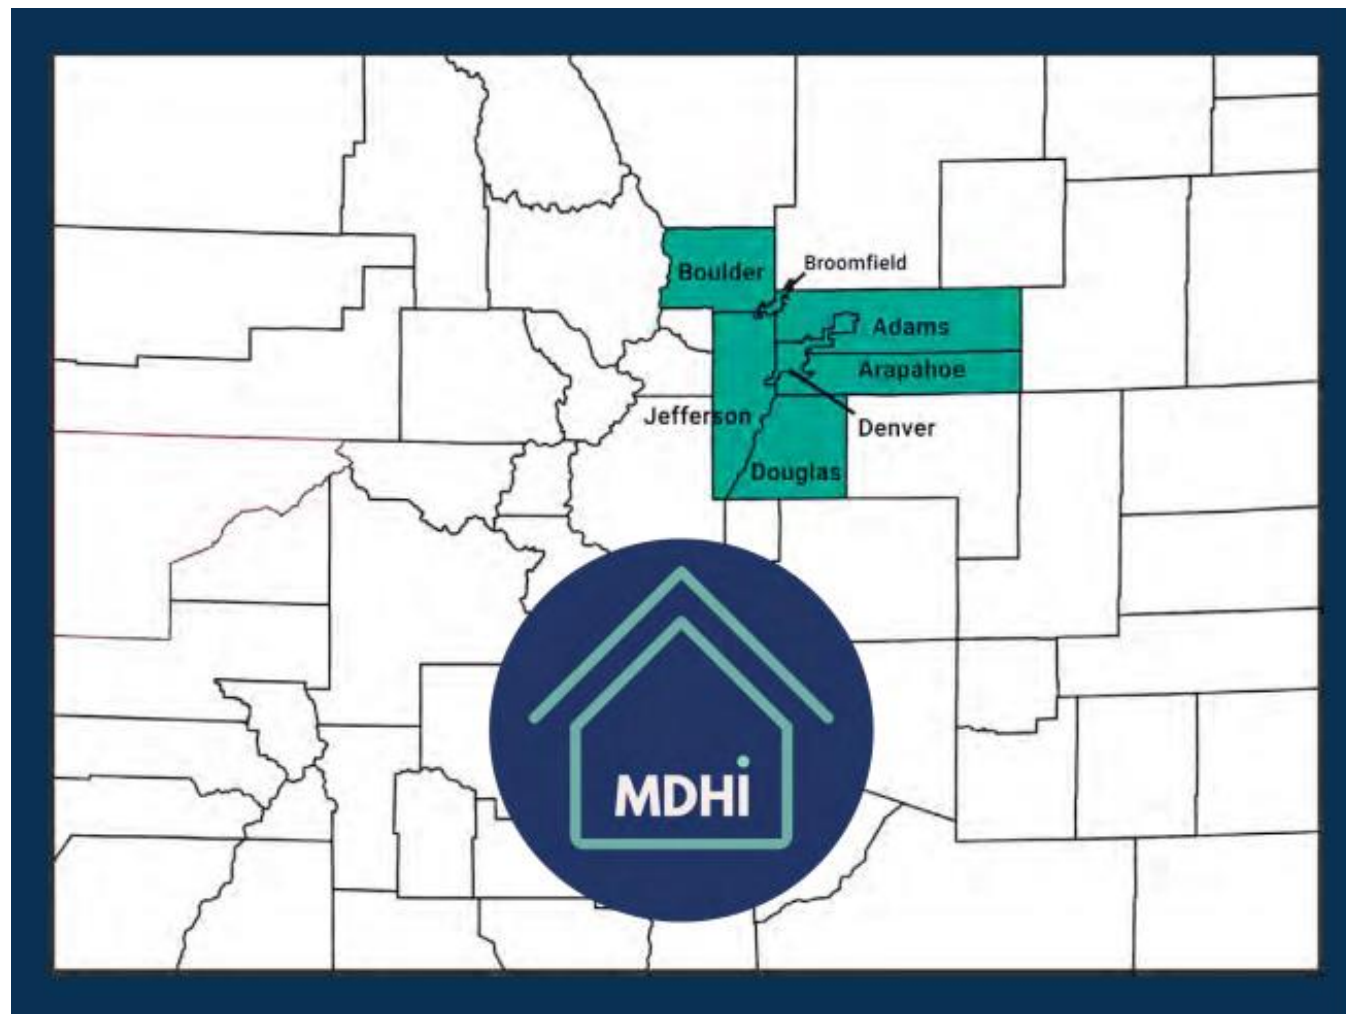 Boulder
Broomfield
Adams
Arapahoe
Jefferson
Denver
Douglas
MDHi